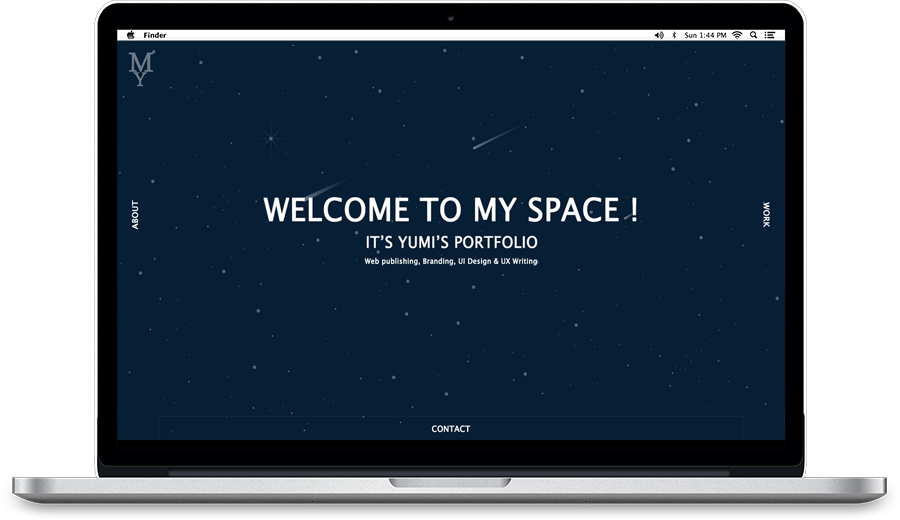 Finder
Sun 1:44 PM
M
Y
ABOUT
WORK
WELCOME TO MY SPACE !
IT'S YUMI'S PORTFOLIO
Web publishing, Branding, UI Design & UX Writing
CONTACT